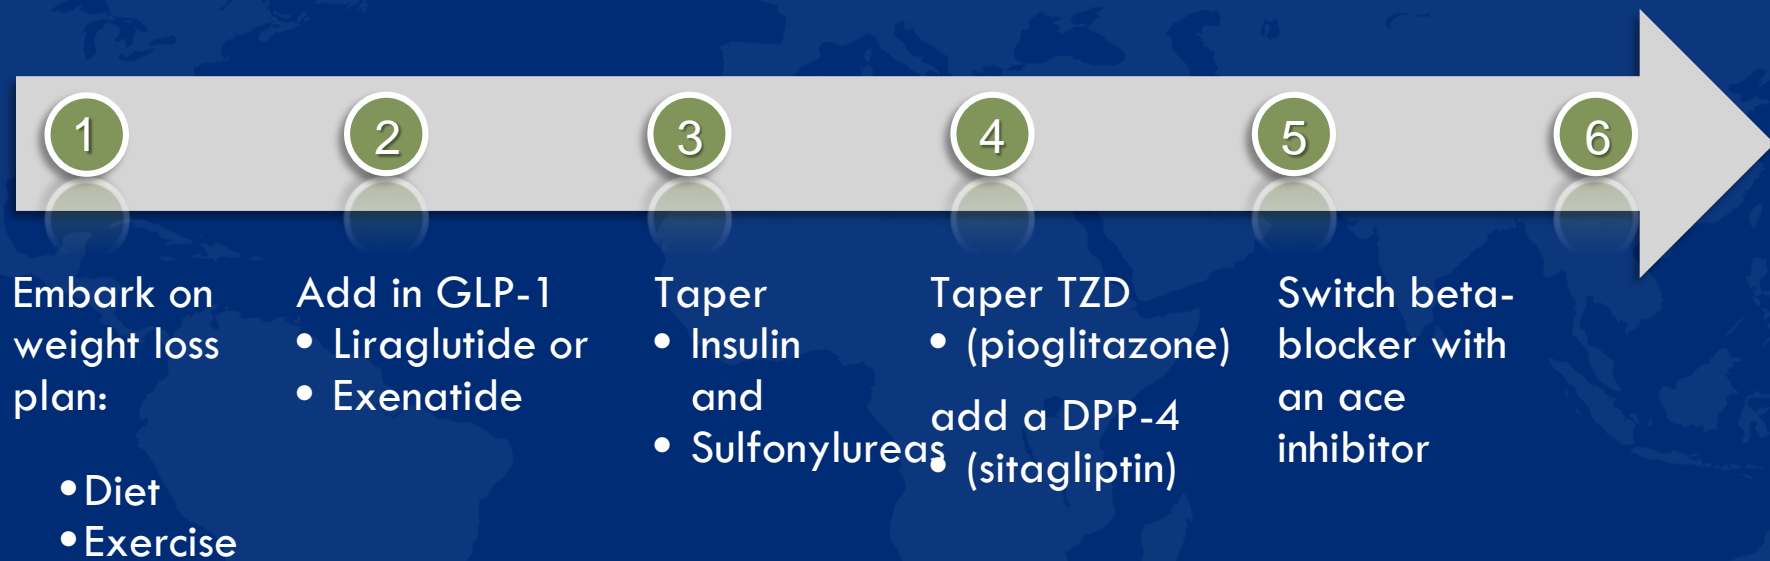 1
2
3
4
5
6
Embark on
weight loss
plan:
•Diet
•Exercise
Add in GLP-1
• Liraglutide or
• Exenatide
Taper
• Insulin
and
• Sulfonylureas
Taper TZD
• (pioglitazone)
add a DPP-4
• (sitagliptin)
Switch beta-
blocker with
an ace
inhibitor